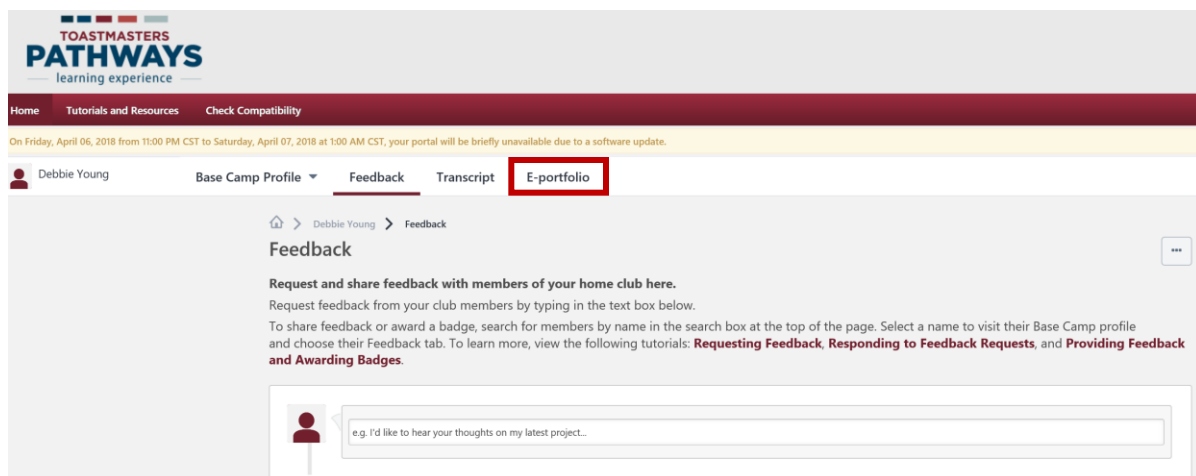 TOASTMASTERS
PATHWAYS
learning experience
Home Tutorials and Resources Check Compatibility
On Friday, April 06, 2018 from 11:00 PM CST to Saturday, April 07, 2018 at 1:00 AM CST, your portal will be briefly unavailable due to a software update.
Debbie Young Base Camp Profile Feedback Transcript E-portfolio
Debbie Young Feedback
Feedback
...
Request and share feedback with members of your home club here.
Request feedback from your club members by typing in the text box below.
To share feedback or award a badge, search for members by name in the search box at the top of the page. Select a name to visit their Base Camp profile
and choose their Feedback tab. To learn more, view the following tutorials: Requesting Feedback, Responding to Feedback Requests, and Providing Feedback
and Awarding Badges.
e.g. I'd like to hear your thoughts on my latest project...